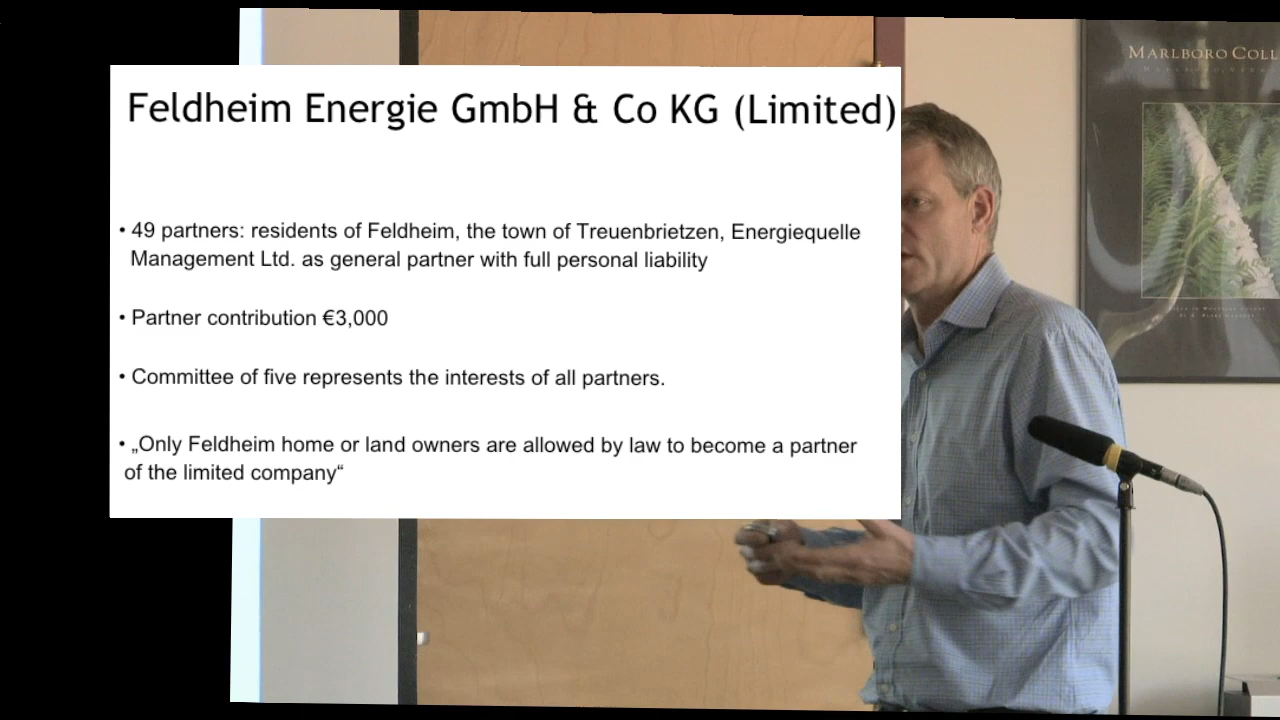 MARLBORO COLL
Feldheim Energie GmbH & Co KG (Limited)
• 49 partners: residents of Feldheim, the town of Treuenbrietzen, Energiequelle
Management Ltd. as general partner with full personal liability
• Partner contribution €3,000
• Committee of five represents the interests of all partners.
• „Only Feldheim home or land owners are allowed by law to become a partner
of the limited company“